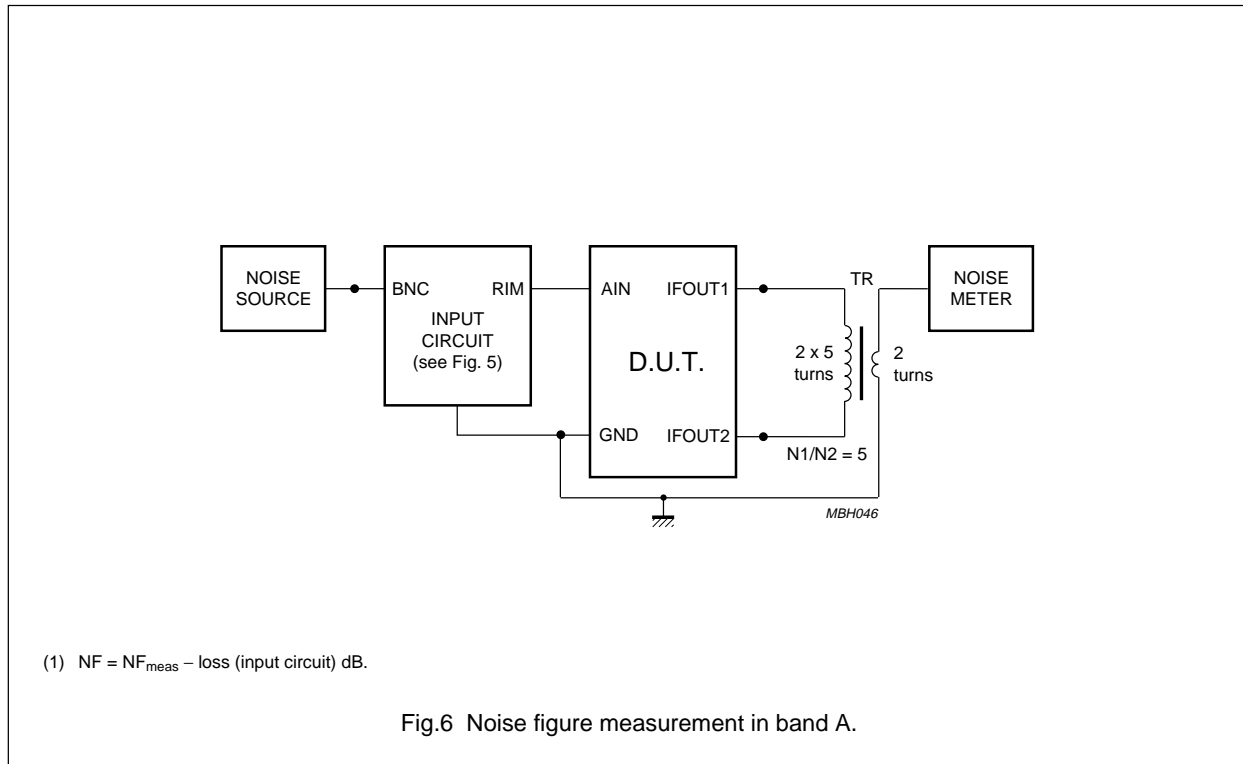 NOISE
SOURCE
BNC
RIM
INPUT
CIRCUIT
(see Fig. 5)
AIN
IFOUT1
D.U.T.
GND
IFOUT2
TR
2 x 5
turns
2
turns
N1/N2 = 5
NOISE
METER
MBH046
(1) NF = NFmeas – loss (input circuit) dB.
Fig.6 Noise figure measurement in band A.